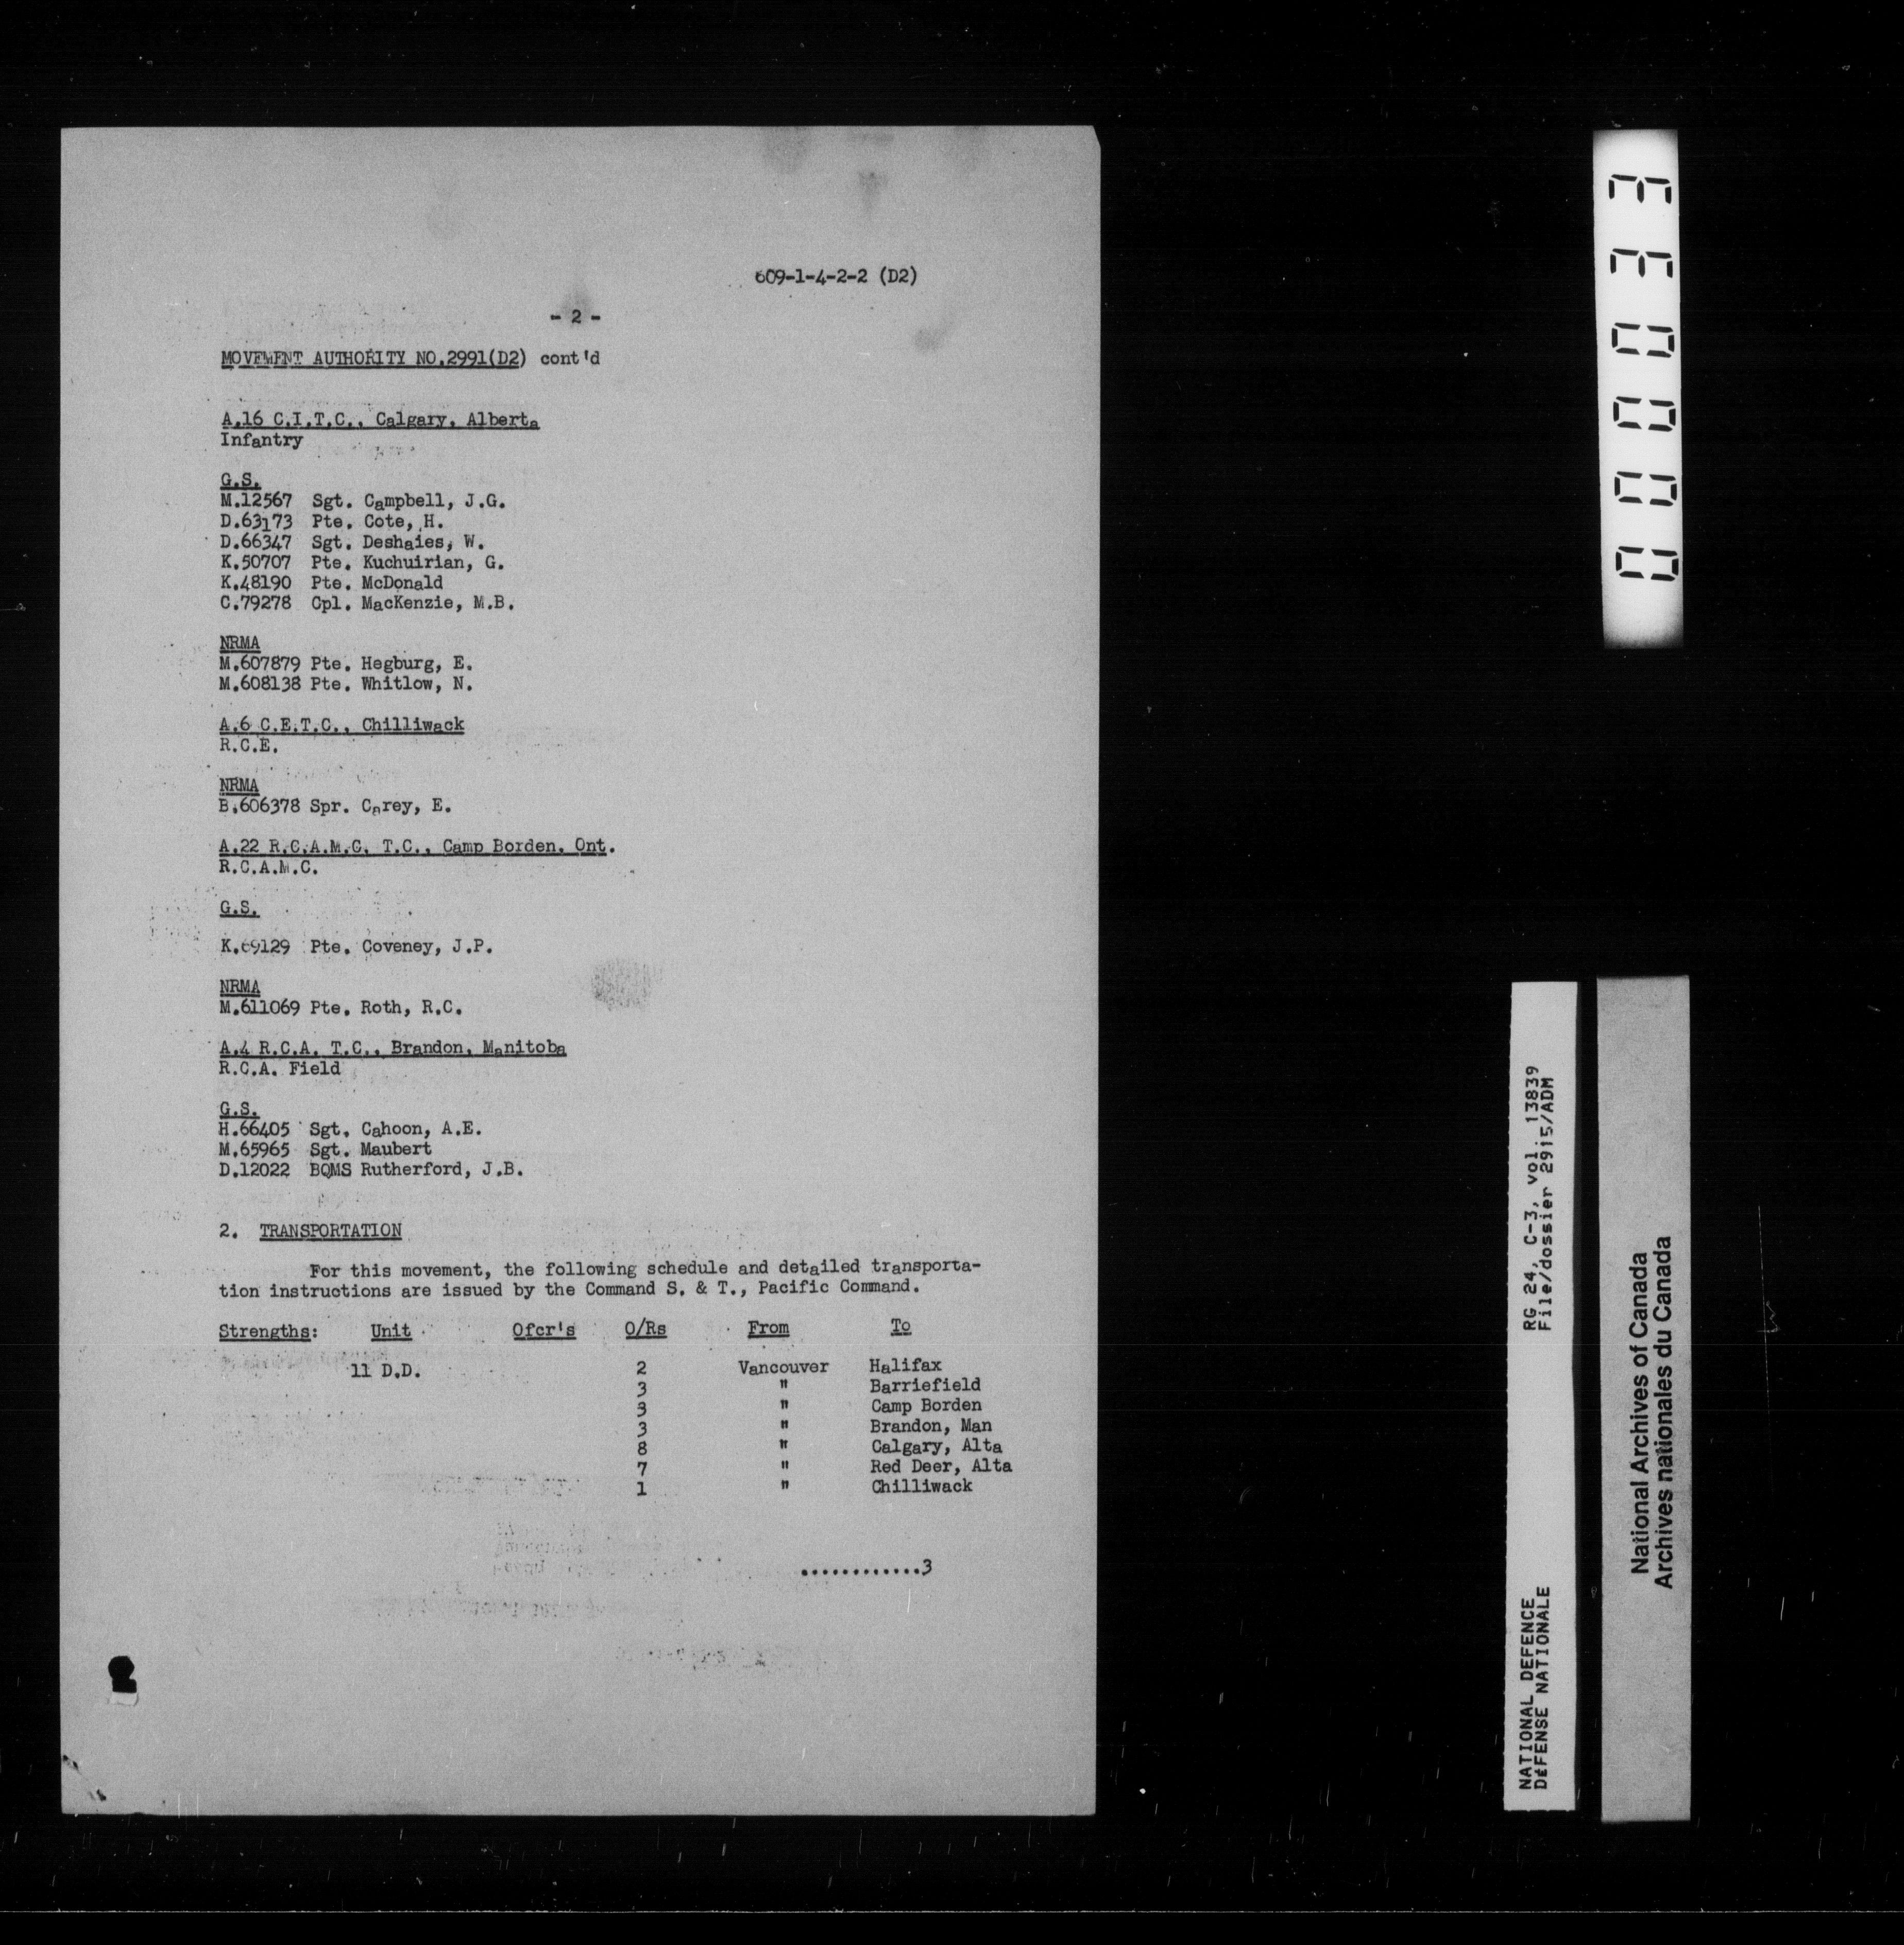 609-1-4-2-2 (D2)
- 2 -
MOVEMENT AUTHORITY NO.2991(D2) cont'd
A.16 C.I.T.C., Calgary, Alberta
Infantry
G.S.
M.12567 Sgt. Campbell, J.G.
D.63173 Pte. Cote, H.
D.66347 Sgt. Deshaies, W.
K.50707 Pte. Kuchuirian, G.
K.48190 Pte. McDonald
C.79278 Cpl. MacKenzie, M.B.
NRMA
M.607879 Pte. Hegburg, E.
M.608138 Pte. Whitlow, N.
A.6 C.E.T.C., Chilliwack
R.C.E.
NRMA
B.606378 Spr. Carey, E.
A.22 R.C.A.M.C. T.C., Camp Borden, Ont.
R.C.A.M.C.
G.S.
K.69129 Pte. Coveney, J.P.
NRMA
M.611069 Pte. Roth, R.C.
A.4 R.C.A. T.C., Brandon, Manitoba
R.C.A. Field
G.S.
H.66405 Sgt. Cahoon, A.E.
M.65965 Sgt. Maubert
D.12022 BQMS Rutherford, J.B.
2. TRANSPORTATION
For this movement, the following schedule and detailed transporta-
tion instructions are issued by the Command S. & T., Pacific Command.
Strengths: Unit Ofcr's O/Rs From To
11 D.D. 2 Vancouver Halifax
3 " Barriefield
3 " Camp Borden
3 " Brandon, Man
8 " Calgary, Alta
7 " Red Deer, Alta
1 " Chilliwack
............3
000033
NATIONAL DEFENCE RG 24, C-3, vol. 13839
DÉFENSE NATIONALE File/dossier 2915/ADM
National Archives of Canada
Archives nationales du Canada